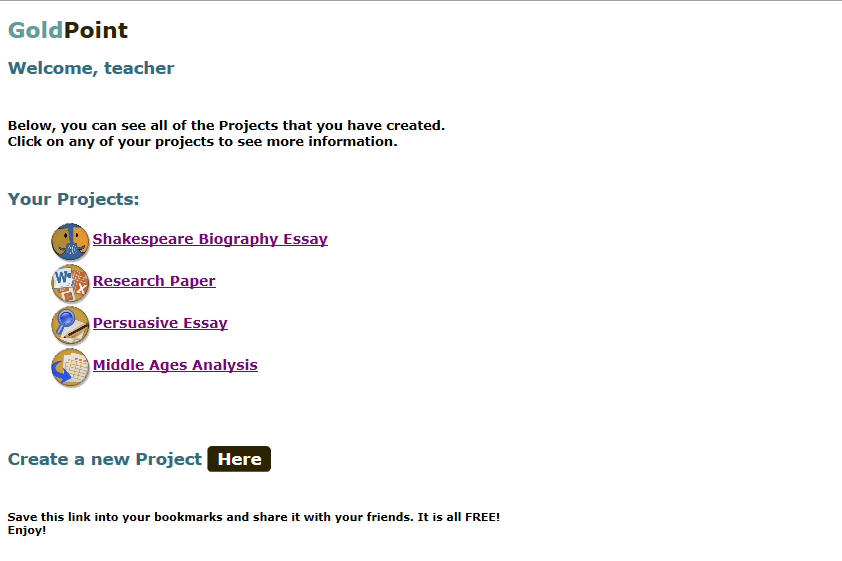 GoldPoint
Welcome, teacher
Below, you can see all of the Projects that you have created.
Click on any of your projects to see more information.
Your Projects:
Shakespeare Biography Essay
Research Paper
Persuasive Essay
Middle Ages Analysis
Create a new Project Here
Save this link into your bookmarks and share it with your friends. It is all FREE!
Enjoy!